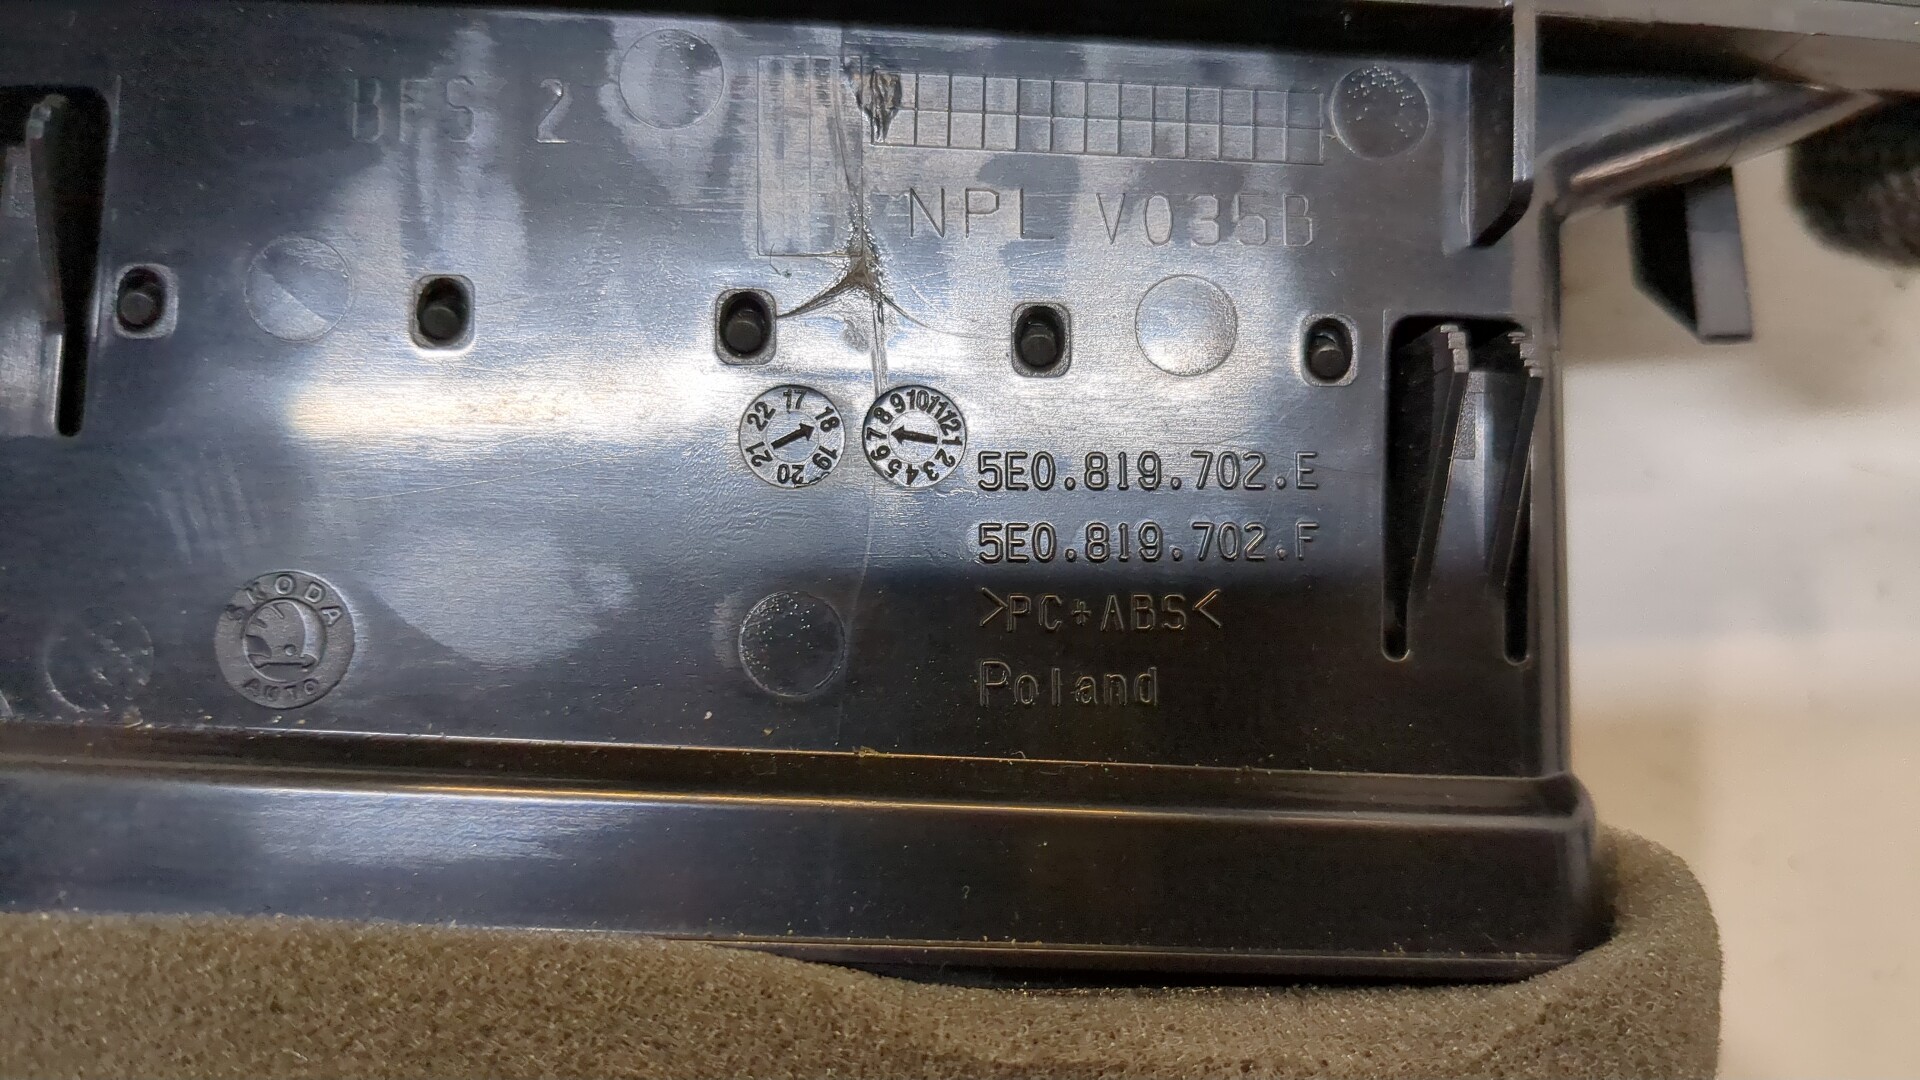 BFS 2
NPL V035B
17 18 19 20 21 22
1 2 3 4 5 6 7 8 9 10 11 12
5E0.819.702.E
5E0.819.702.F
>PC+ABS<
Poland
ŠKODA
AUTO